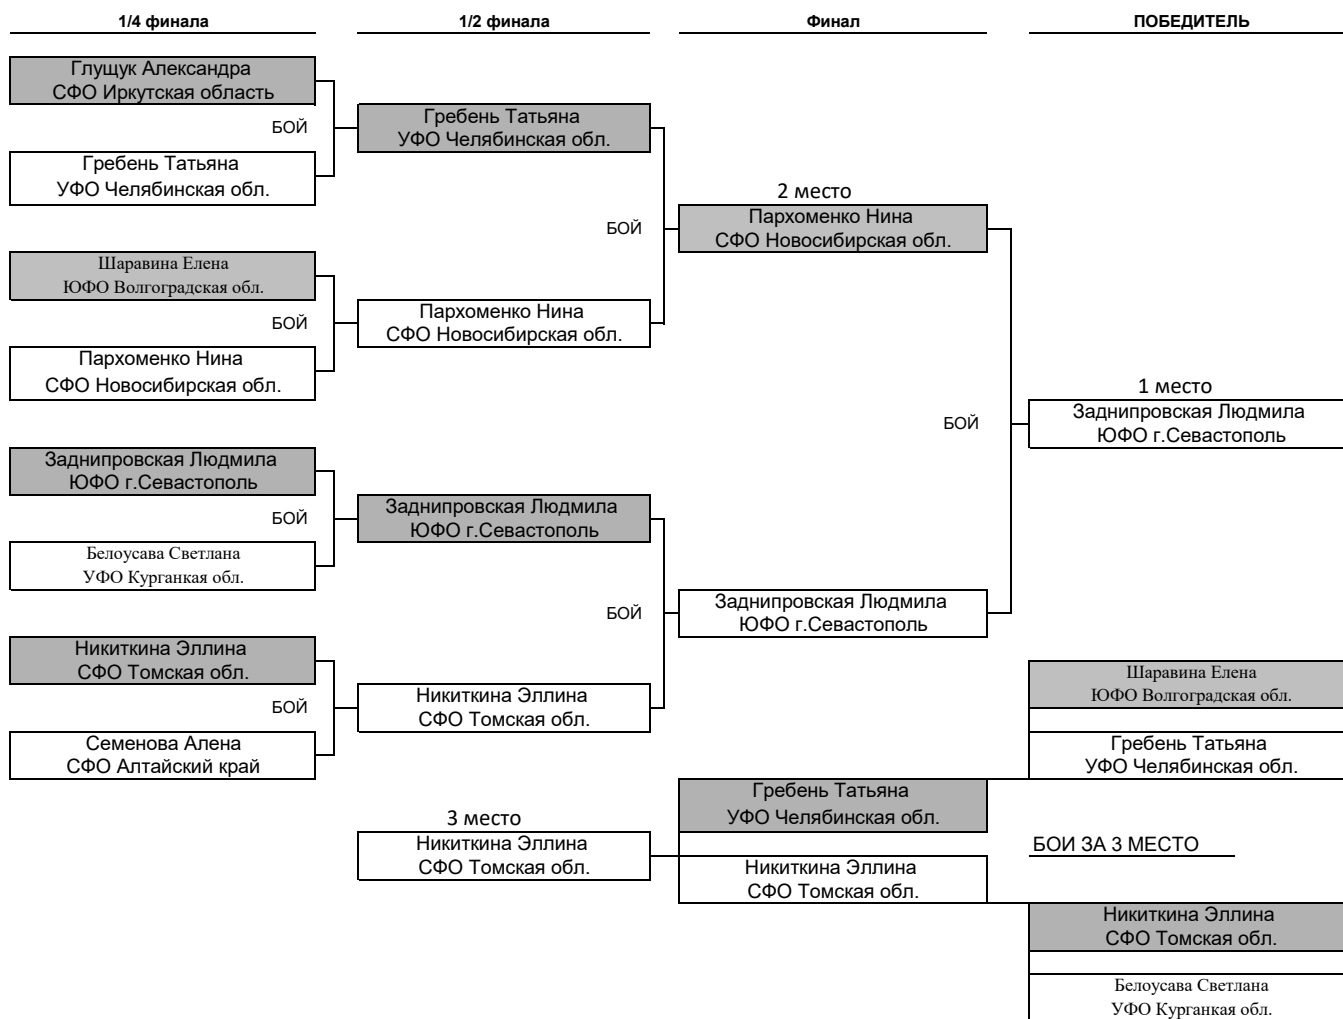 1/4 финала
1/2 финала
Финал
ПОБЕДИТЕЛЬ
Глущук Александра
СФО Иркутская область
БОЙ
Гребень Татьяна
УФО Челябинская обл.
Гребень Татьяна
УФО Челябинская обл.
2 место
БОЙ
Пархоменко Нина
СФО Новосибирская обл.
Шаравина Елена
ЮФО Волгоградская обл.
БОЙ
Пархоменко Нина
СФО Новосибирская обл.
Пархоменко Нина
СФО Новосибирская обл.
1 место
БОЙ
Заднипровская Людмила
ЮФО г.Севастополь
Заднипровская Людмила
ЮФО г.Севастополь
БОЙ
Заднипровская Людмила
ЮФО г.Севастополь
Белоусава Светлана
УФО Курганкая обл.
БОЙ
Заднипровская Людмила
ЮФО г.Севастополь
Никиткина Эллина
СФО Томская обл.
БОЙ
Никиткина Эллина
СФО Томская обл.
Семенова Алена
СФО Алтайский край
Шаравина Елена
ЮФО Волгоградская обл.
Гребень Татьяна
УФО Челябинская обл.
Гребень Татьяна
УФО Челябинская обл.
3 место
Никиткина Эллина
СФО Томская обл.
БОИ ЗА 3 МЕСТО
Никиткина Эллина
СФО Томская обл.
Никиткина Эллина
СФО Томская обл.
Белоусава Светлана
УФО Курганкая обл.